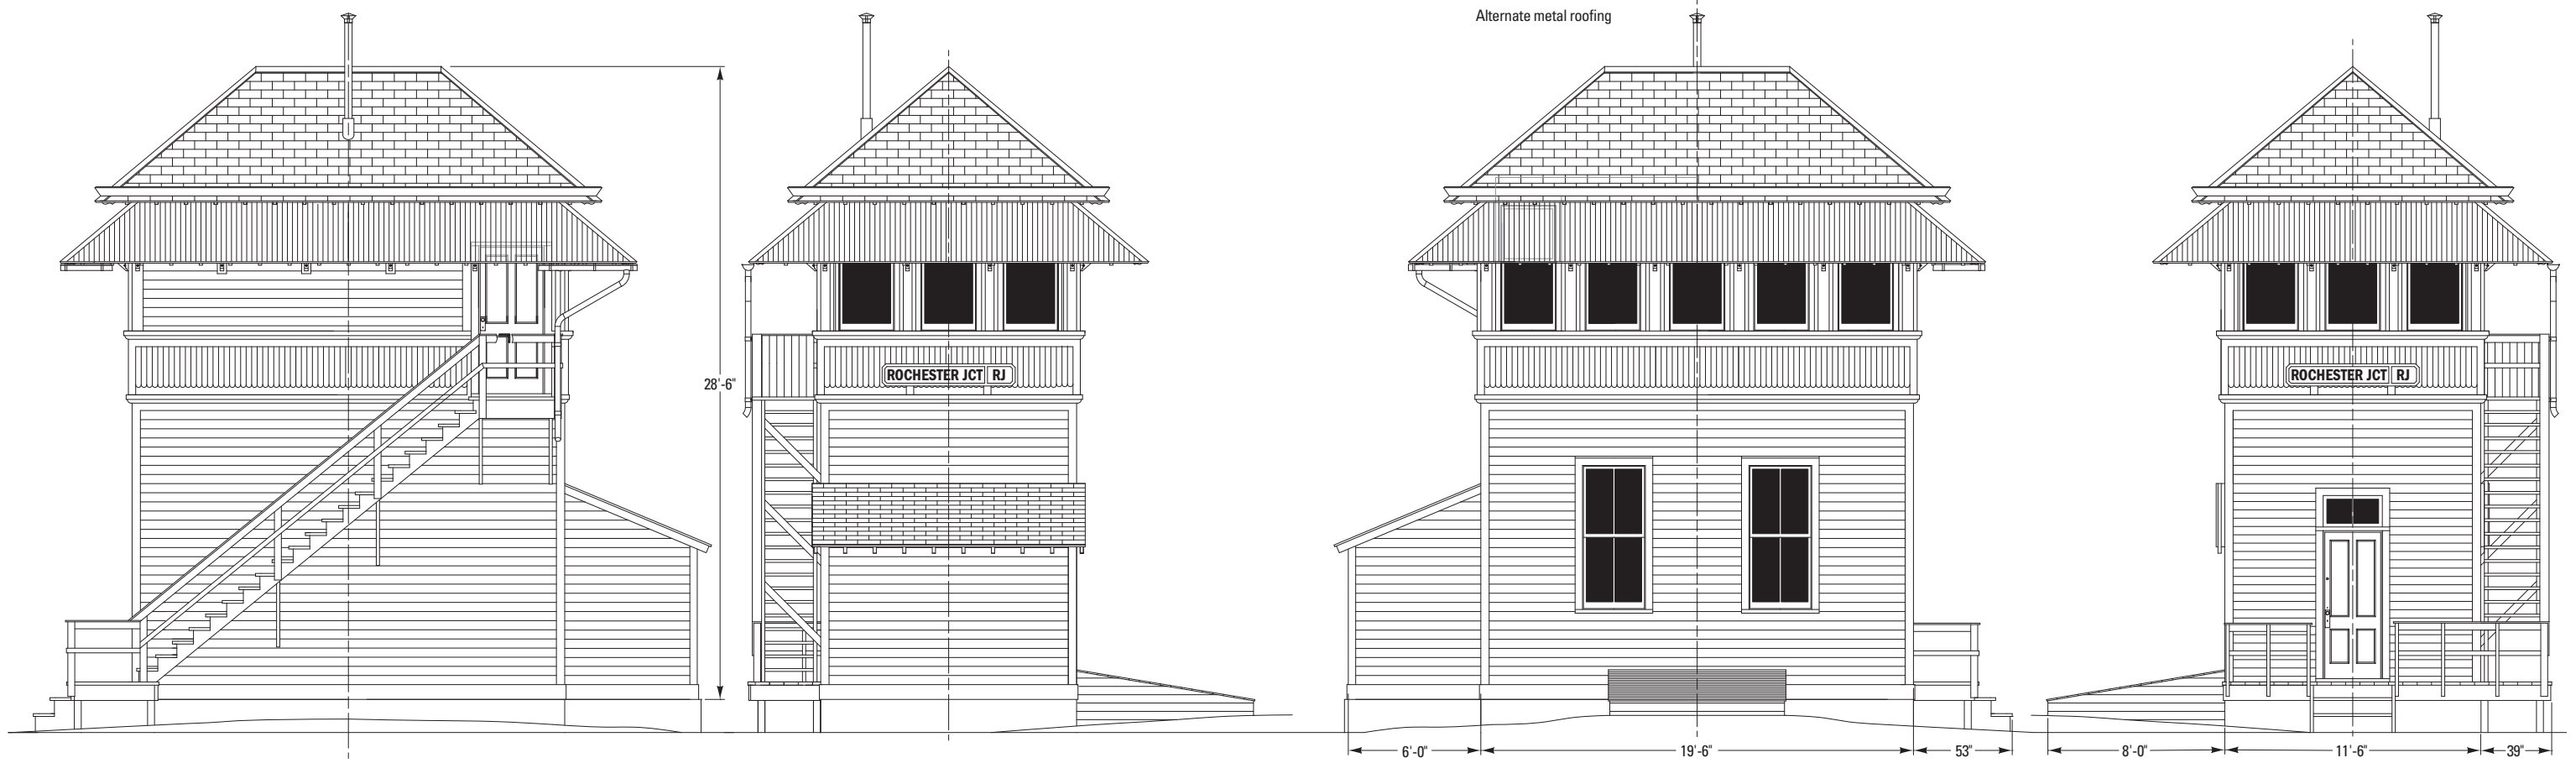 Alternate metal roofing
28'-6"
ROCHESTER JCT RJ
ROCHESTER JCT RJ
6'-0"
19'-6"
53"
8'-0"
11'-6"
39"